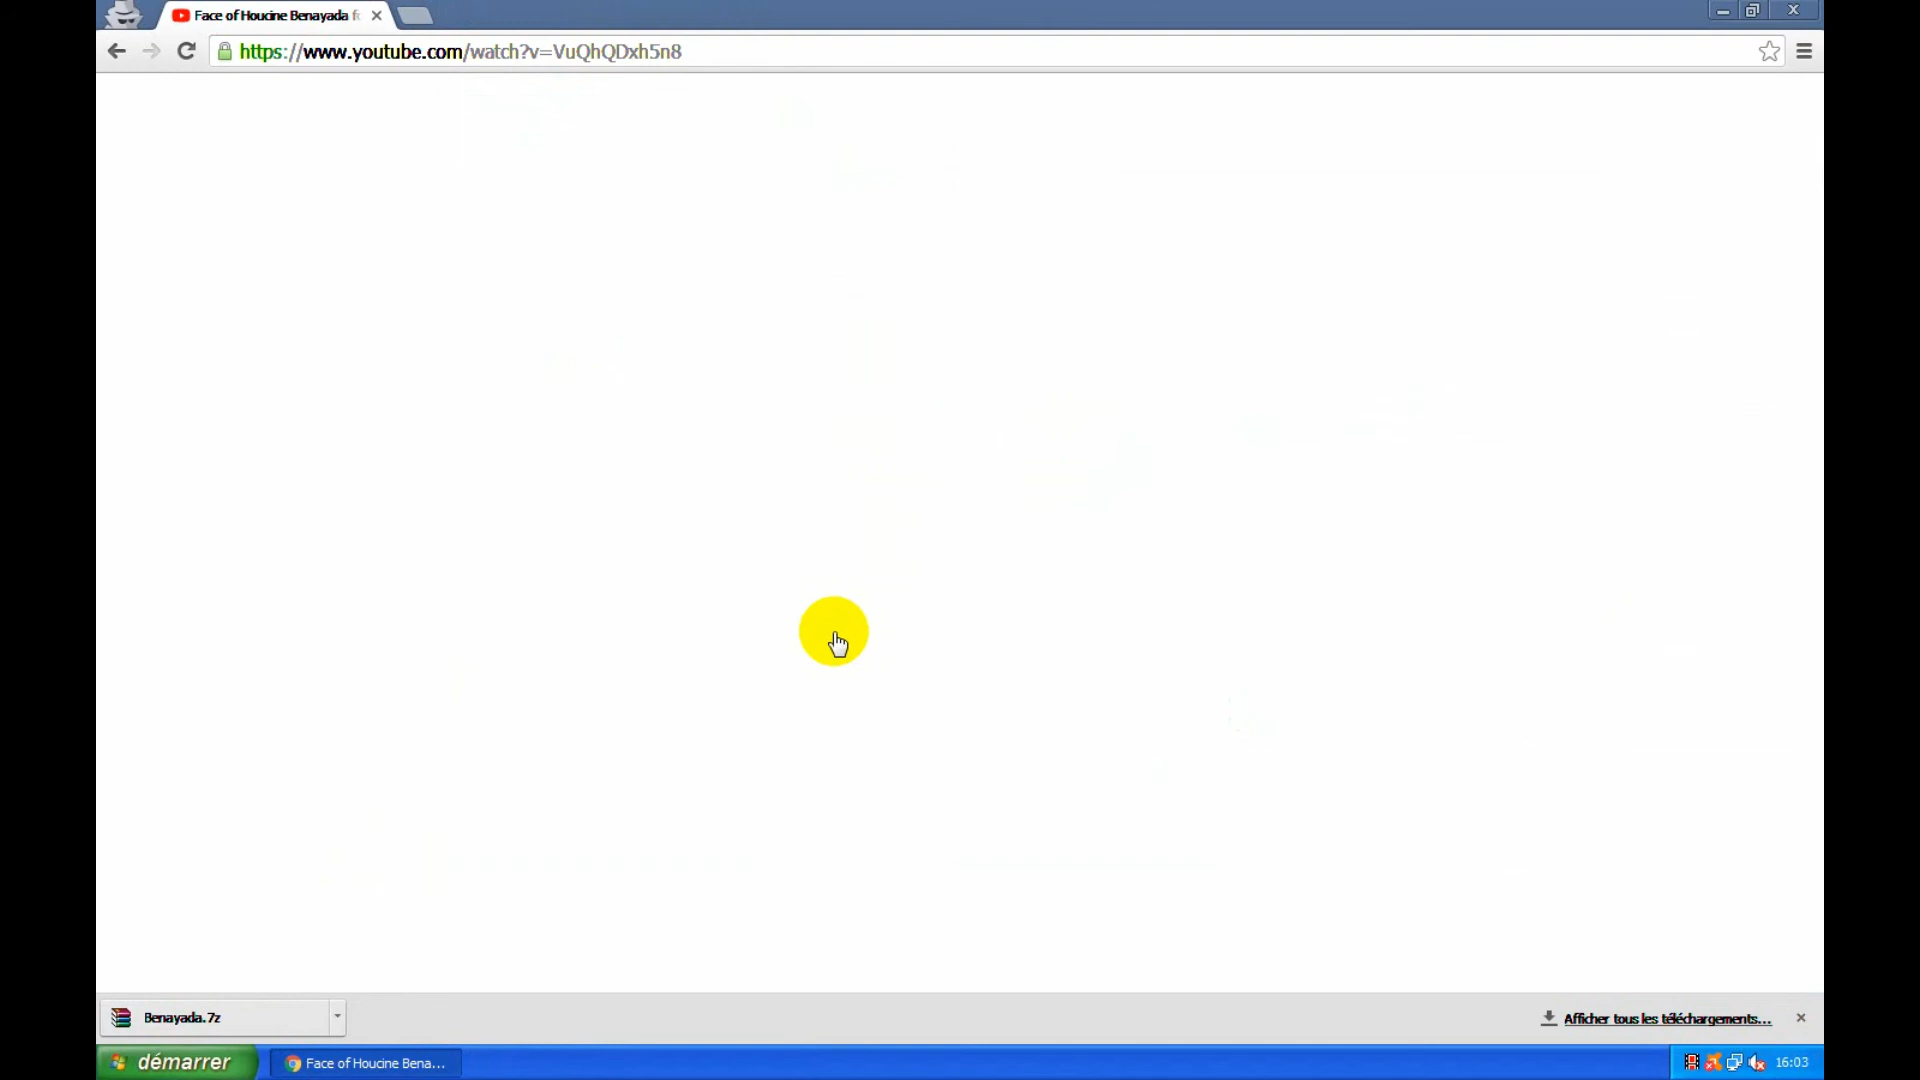 Face of Houcine Benayada f
https://www.youtube.com/watch?v=VuQhQDxh5n8
Benayada.7z
Afficher tous les téléchargements...
démarrer
Face of Houcine Bena...
16:03